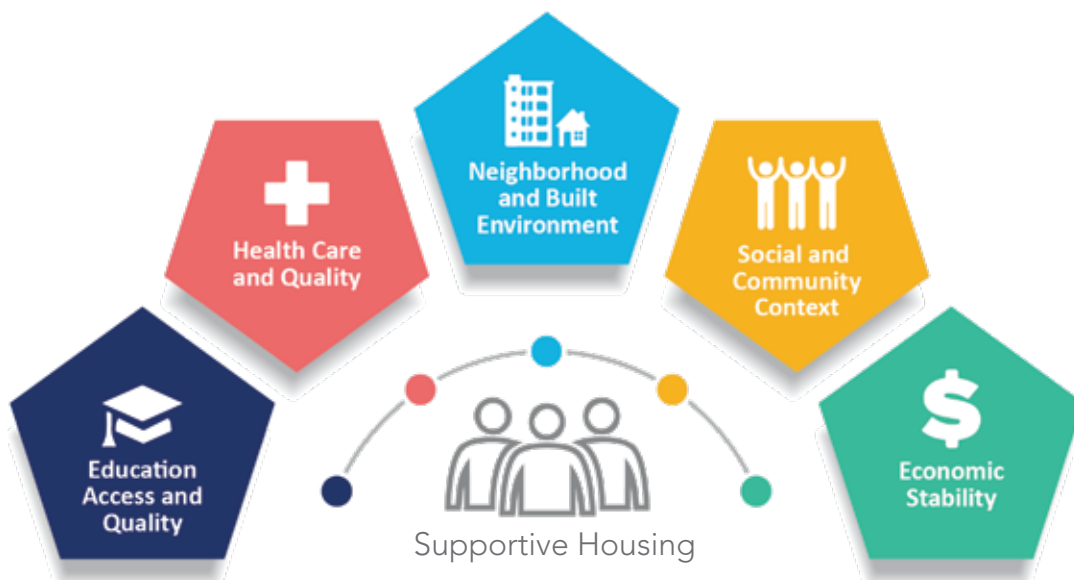 Education
Access and
Quality
Health Care
and Quality
Neighborhood
and Built
Environment
Social and
Community
Context
$
Economic
Stability
Supportive Housing